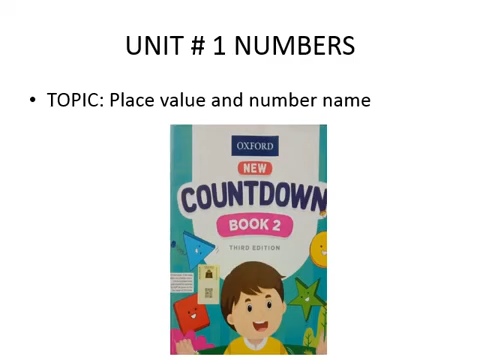 UNIT # 1 NUMBERS
• TOPIC: Place value and number name
OXFORD
NEW
COUNTDOWN
BOOK 2
THIRD EDITION